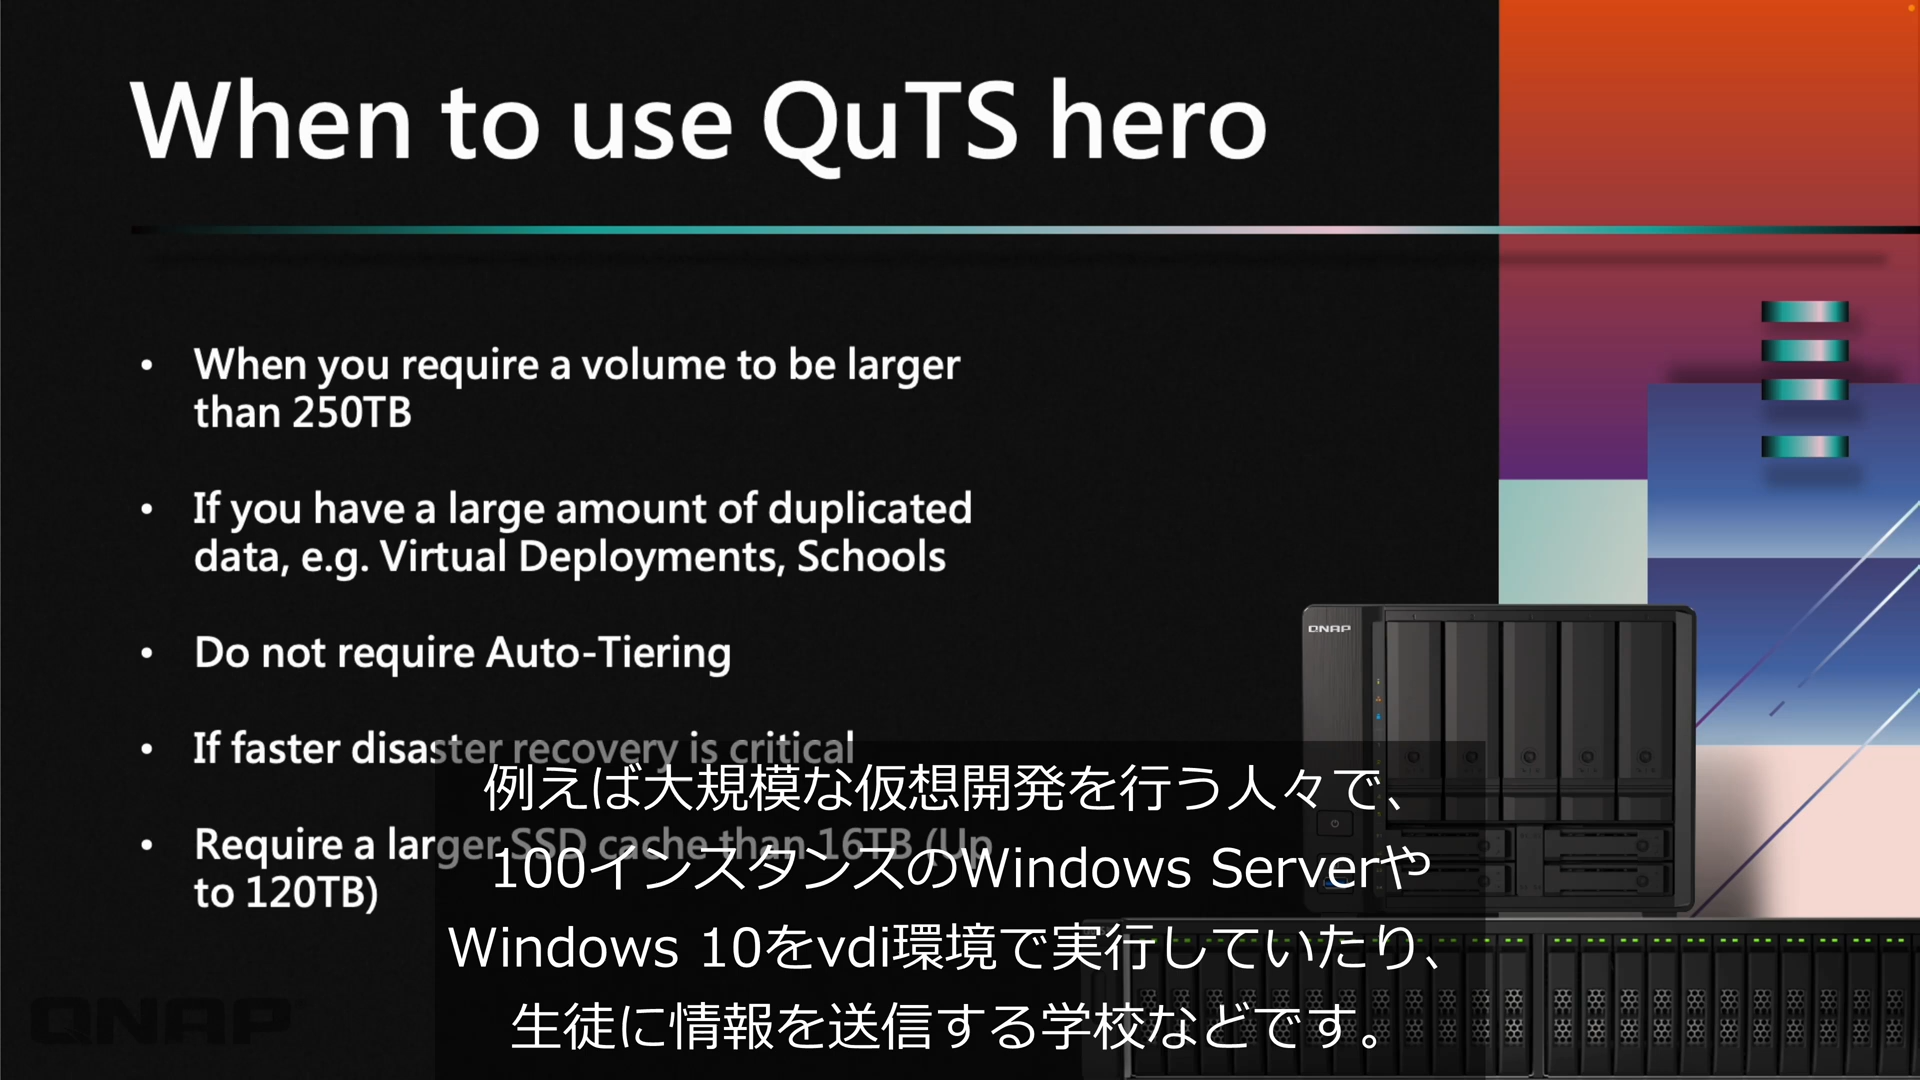 When to use QuTS hero
• When you require a volume to be larger
than 250TB
• If you have a large amount of duplicated
data, e.g. Virtual Deployments, Schools
• Do not require Auto-Tiering
• If faster disaster recovery is critical
• Require a larger SSD cache than 16TB (Up
to 120TB)
QNAP
例えば大規模な仮想開発を行う人々で、
100インスタンスのWindows Serverや
Windows 10をvdi環境で実行していたり、
生徒に情報を送信する学校などです。
QNAP